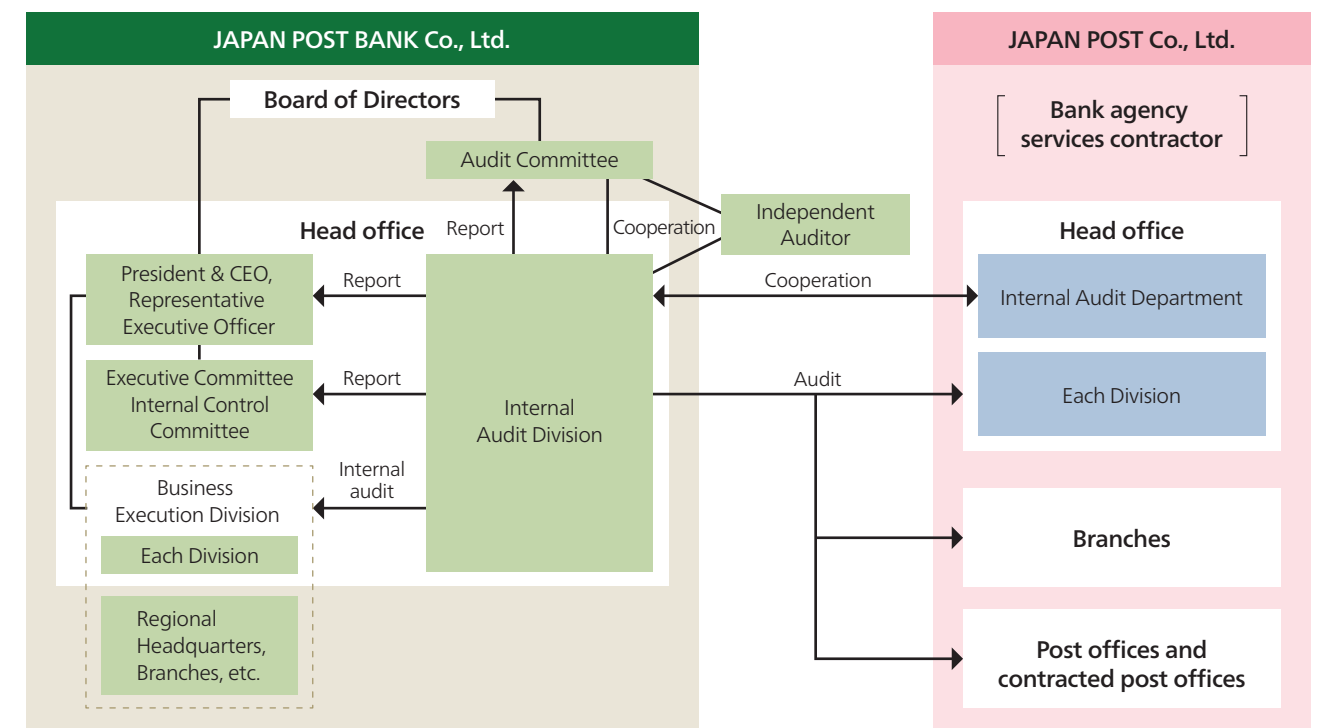 JAPAN POST BANK Co., Ltd.
Board of Directors
Audit Committee
Independent
Auditor
Head office
Report
Cooperation
President & CEO,
Representative
Executive Officer
Report
Executive Committee
Internal Control
Committee
Report
Internal
Audit Division
Business
Execution Division
Internal
audit
Each Division
Regional
Headquarters,
Branches, etc.
Cooperation
Audit
JAPAN POST Co., Ltd.
Bank agency
services contractor
Head office
Internal Audit Department
Each Division
Branches
Post offices and
contracted post offices